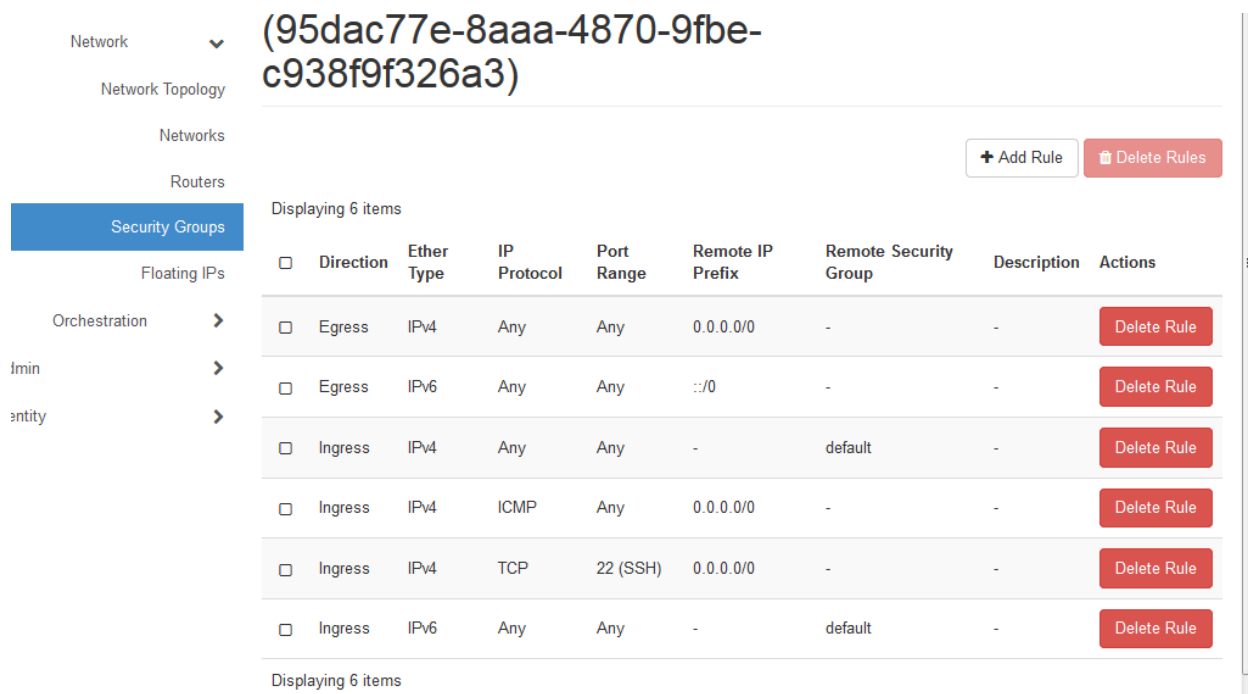 Network
Network Topology
Networks
Routers
Security Groups
Floating IPs
Orchestration
dmin
entity
(95dac77e-8aaa-4870-9fbe-
c938f9f326a3)
+ Add Rule
Delete Rules
Displaying 6 items
Direction Ether Type IP Protocol Port Range Remote IP Prefix Remote Security Group Description Actions
Egress IPv4 Any Any 0.0.0.0/0 - - Delete Rule
Egress IPv6 Any Any ::/0 - - Delete Rule
Ingress IPv4 Any Any - default - Delete Rule
Ingress IPv4 ICMP Any 0.0.0.0/0 - - Delete Rule
Ingress IPv4 TCP 22 (SSH) 0.0.0.0/0 - - Delete Rule
Ingress IPv6 Any Any - default - Delete Rule
Displaying 6 items